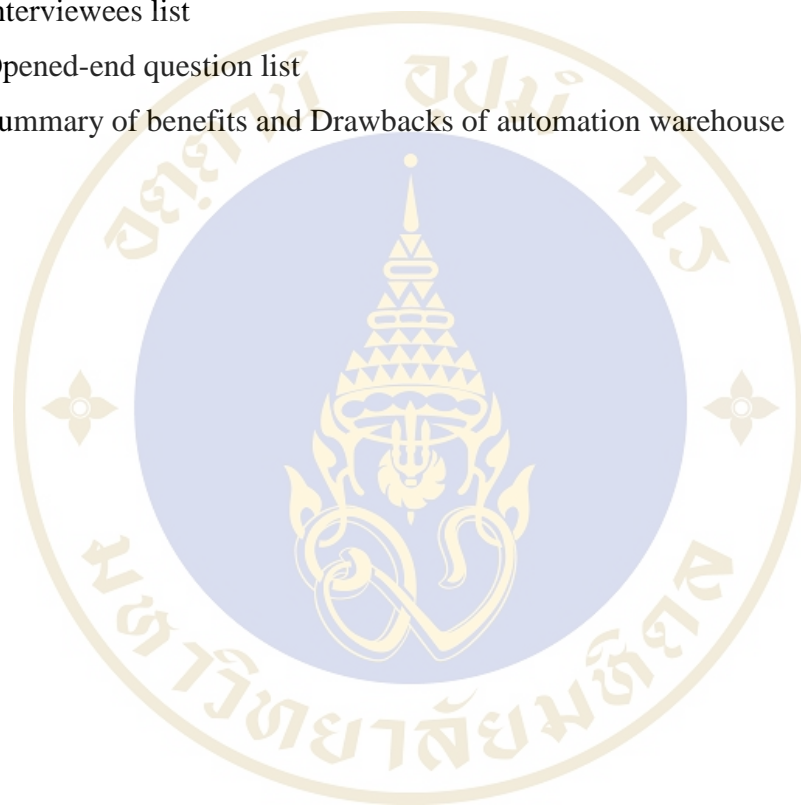 nterviewees list
Opened-end question list
ummary of benefits and Drawbacks of automation warehouse
อตฺตานํ อุปมํ กเร
มหาวิทยาลัยมหิดล